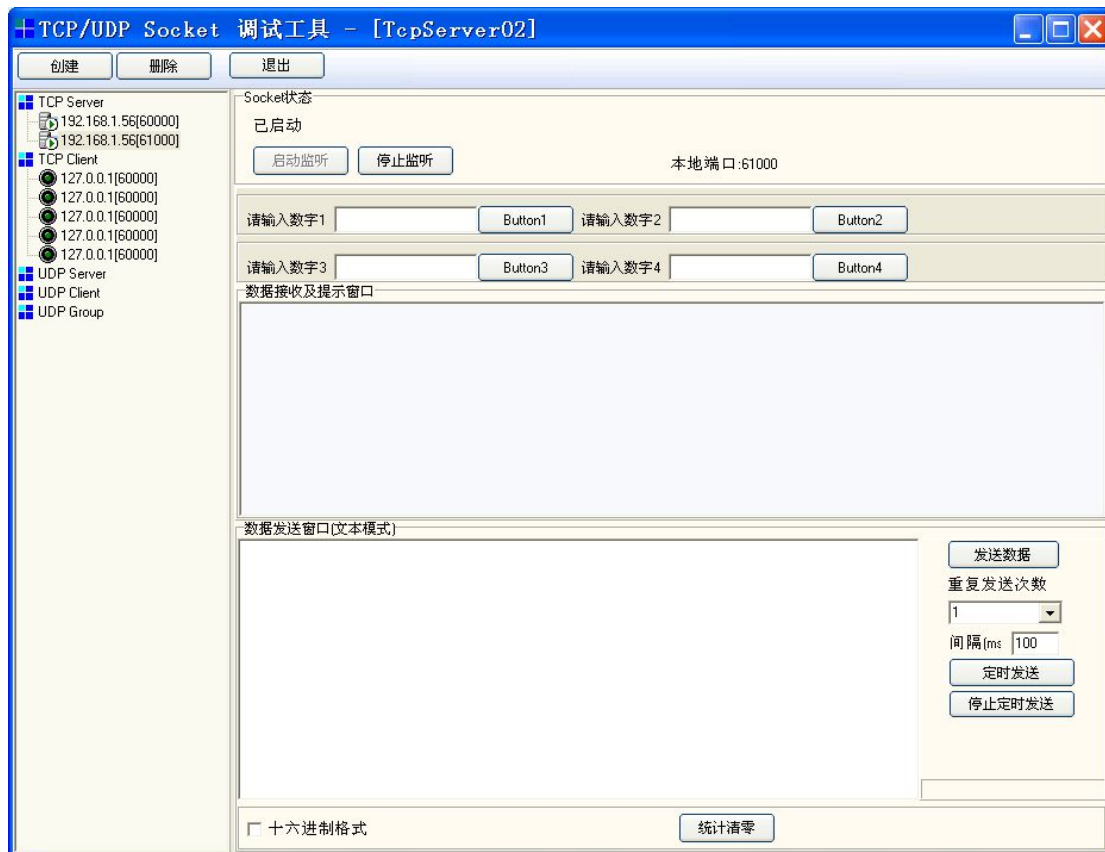 TCP/UDP Socket 调试工具 - [TcpServer02]
创建 删除 退出
TCP Server
192.168.1.56[60000]
192.168.1.56[61000]
TCP Client
127.0.0.1[60000]
127.0.0.1[60000]
127.0.0.1[60000]
127.0.0.1[60000]
127.0.0.1[60000]
UDP Server
UDP Client
UDP Group
Socket状态
已启动
启动监听 停止监听 本地端口:61000
请输入数字1 Button1 请输入数字2 Button2
请输入数字3 Button3 请输入数字4 Button4
数据接收及提示窗口
数据发送窗口(文本模式)
发送数据
重复发送次数
1
间隔(ms 100
定时发送
停止定时发送
十六进制格式 统计清零